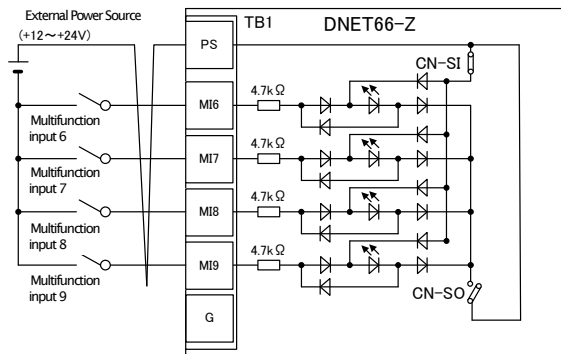 External Power Source
(+12～+24V)
TB1
DNET66-Z
PS
CN-SI
4.7kΩ
MI6
Multifunction
input 6
4.7kΩ
MI7
Multifunction
input 7
4.7kΩ
MI8
Multifunction
input 8
4.7kΩ
MI9
Multifunction
input 9
CN-SO
G